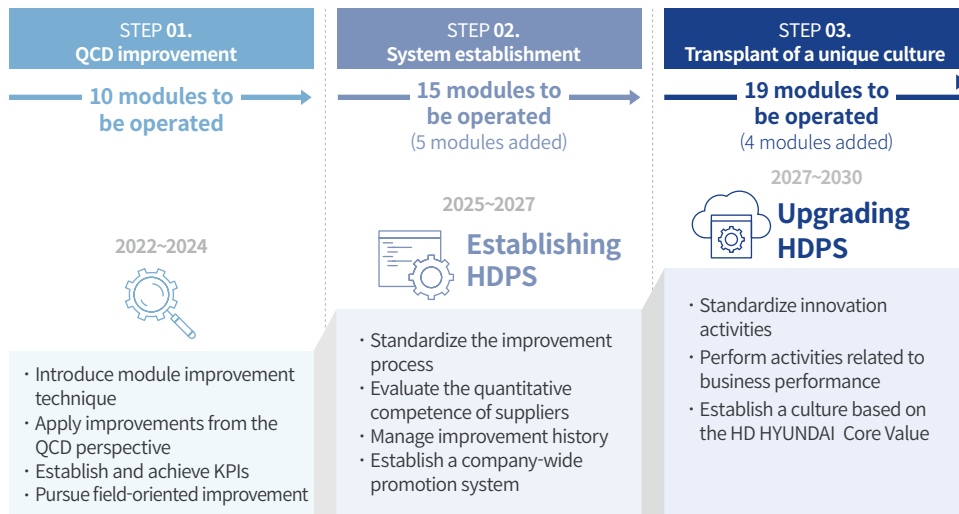 STEP 01.
QCD improvement
10 modules to
be operated
2022~2024
· Introduce module improvement
technique
· Apply improvements from the
QCD perspective
· Establish and achieve KPIs
· Pursue field-oriented improvement
STEP 02.
System establishment
15 modules to
be operated
(5 modules added)
2025~2027
Establishing
HDPS
· Standardize the improvement
process
· Evaluate the quantitative
competence of suppliers
· Manage improvement history
· Establish a company-wide
promotion system
STEP 03.
Transplant of a unique culture
19 modules to
be operated
(4 modules added)
2027~2030
Upgrading
HDPS
· Standardize innovation
activities
· Perform activities related to
business performance
· Establish a culture based on
the HD HYUNDAI Core Value